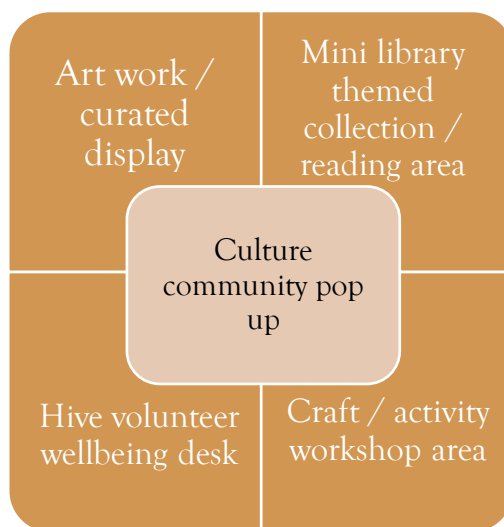 Art work /
curated
display
Mini library
themed
collection /
reading area
Culture
community pop
up
Hive volunteer
wellbeing desk
Craft / activity
workshop area